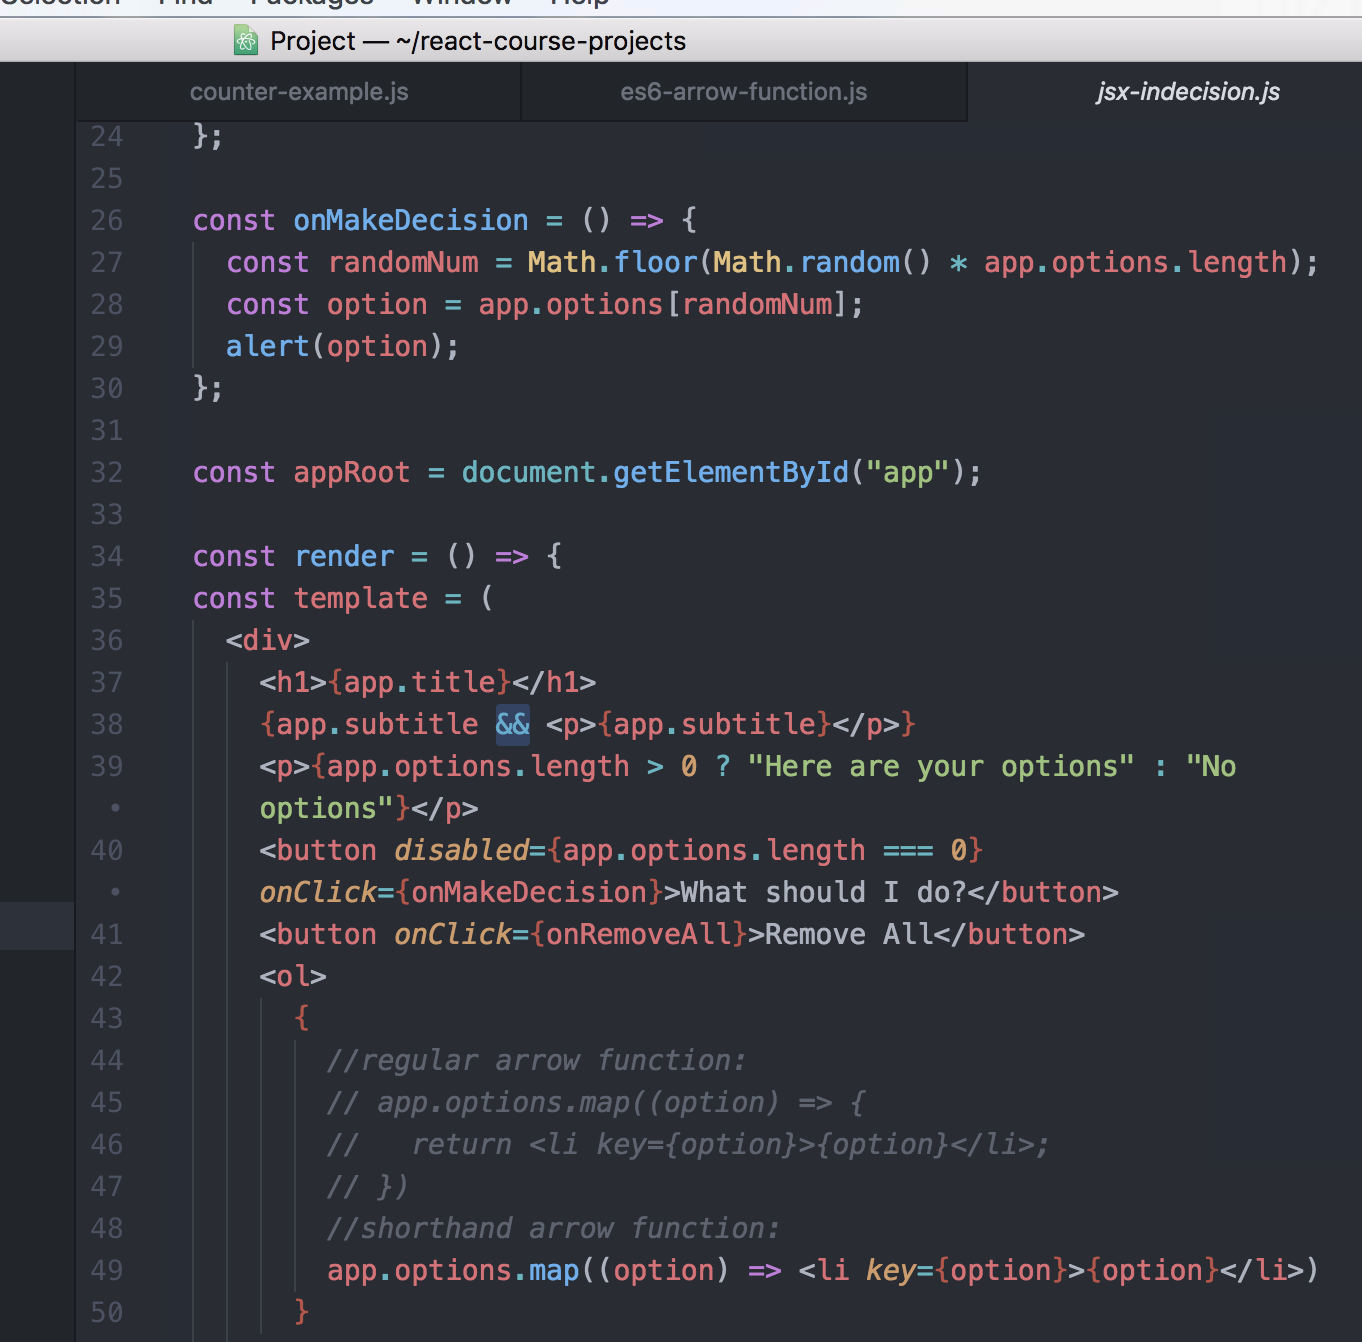 Selection Find Packages Window Help
Project — ~/react-course-projects
counter-example.js es6-arrow-function.js jsx-indecision.js
24 };
25
26 const onMakeDecision = () => {
27 const randomNum = Math.floor(Math.random() * app.options.length);
28 const option = app.options[randomNum];
29 alert(option);
30 };
31
32 const appRoot = document.getElementById("app");
33
34 const render = () => {
35 const template = (
36 <div>
37 <h1>{app.title}</h1>
38 {app.subtitle && <p>{app.subtitle}</p>}
39 <p>{app.options.length > 0 ? "Here are your options" : "No
• options"}</p>
40 <button disabled={app.options.length === 0}
• onClick={onMakeDecision}>What should I do?</button>
41 <button onClick={onRemoveAll}>Remove All</button>
42 <ol>
43 {
44 //regular arrow function:
45 // app.options.map((option) => {
46 //   return <li key={option}>{option}</li>;
47 // })
48 //shorthand arrow function:
49 app.options.map((option) => <li key={option}>{option}</li>)
50 }